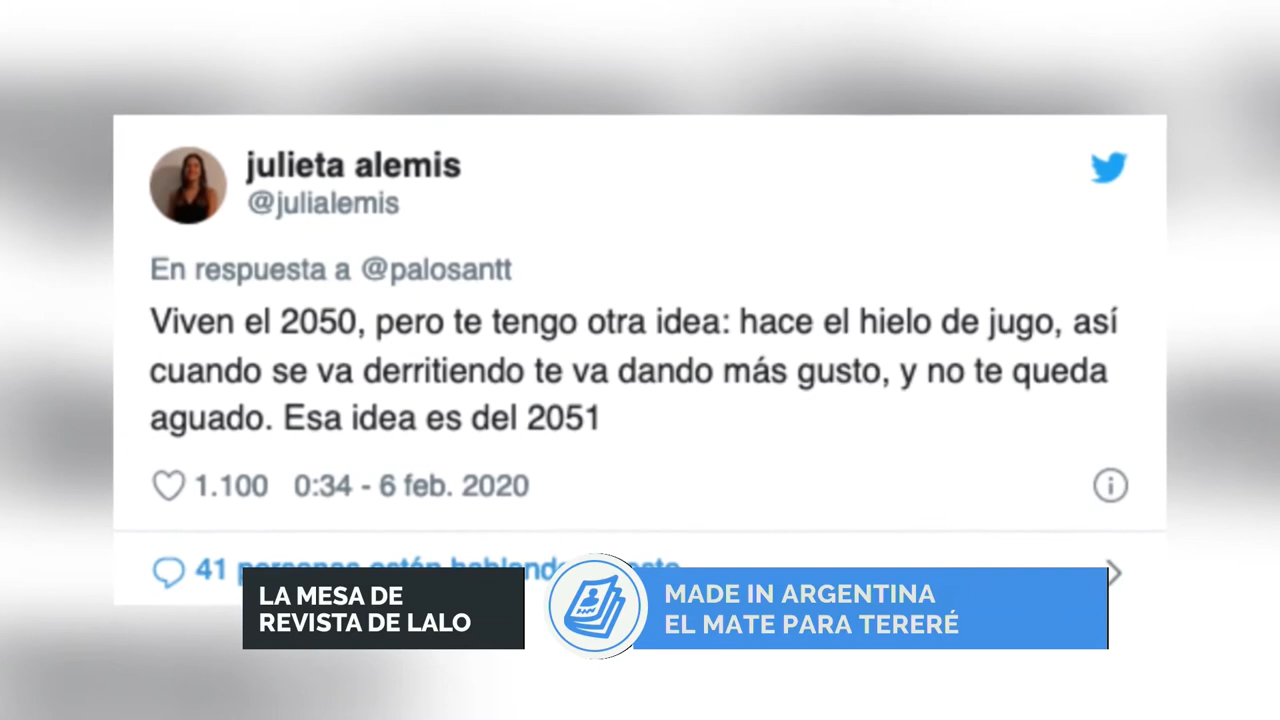 julieta alemis
@julialemis
En respuesta a @palosantt
Viven el 2050, pero te tengo otra idea: hace el hielo de jugo, así
cuando se va derritiendo te va dando más gusto, y no te queda
aguado. Esa idea es del 2051
1.100 0:34 - 6 feb. 2020
41 personas están hablando
LA MESA DE
REVISTA DE LALO
MADE IN ARGENTINA
EL MATE PARA TERERÉ